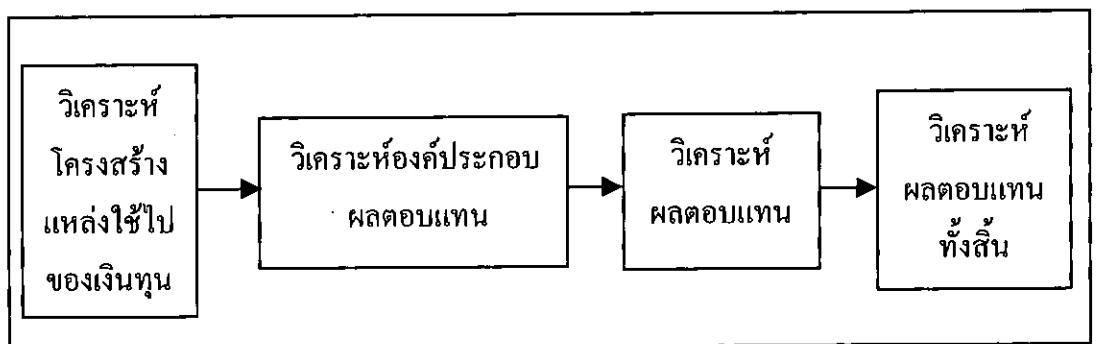 วิเคราะห์
โครงสร้าง
แหล่งใช้ไป
ของเงินทุน
วิเคราะห์องค์ประกอบ
ผลตอบแทน
วิเคราะห์
ผลตอบแทน
วิเคราะห์
ผลตอบแทน
ทั้งสิ้น